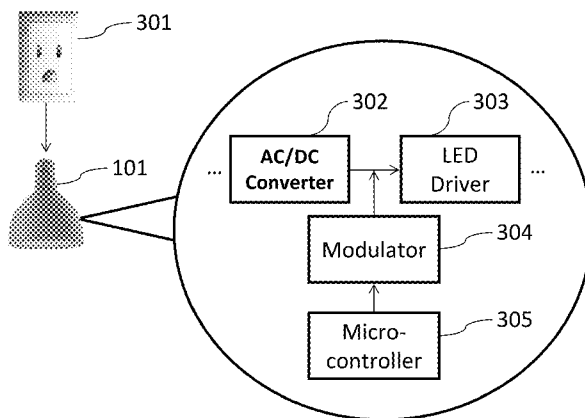 301
302
303
101
... AC/DC Converter
LED Driver ...
Modulator
304
Micro-
controller
305